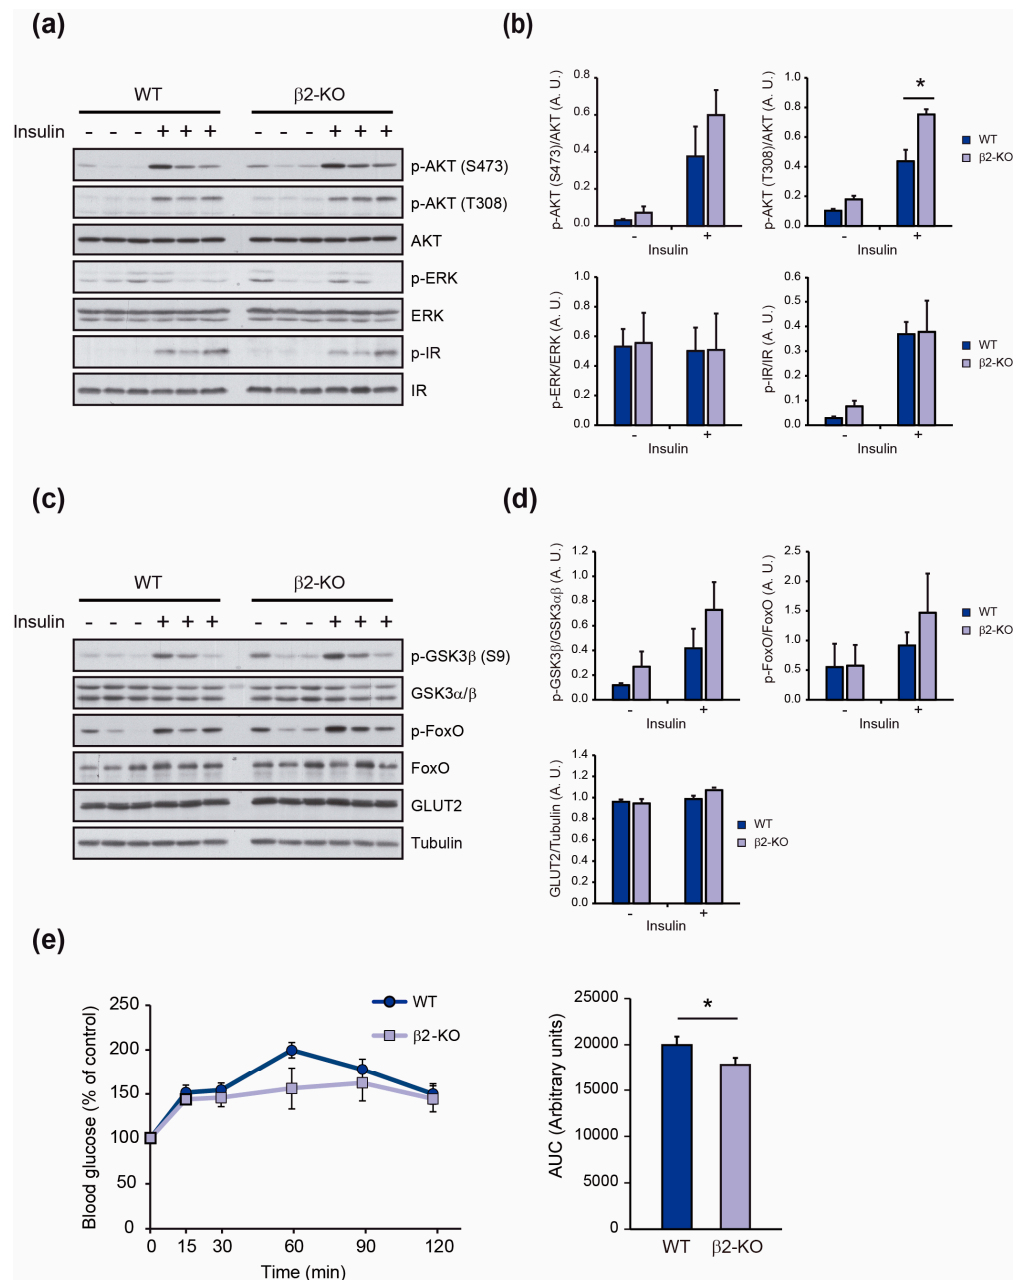 (a)
WT β2-KO
Insulin - - - + + + - - - + + +
p-AKT (S473)
p-AKT (T308)
AKT
p-ERK
ERK
p-IR
IR
(b)
p-AKT (S473)/AKT (A. U.)
0.8
0.6
0.4
0.2
0.0
- +
Insulin
p-AKT (T308)/AKT (A. U.)
1.0
0.8
0.6
0.4
0.2
0.0
*
- +
Insulin
WT
β2-KO
p-ERK/ERK (A. U.)
1.0
0.8
0.6
0.4
0.2
0.0
- +
Insulin
p-IR/IR (A. U.)
0.6
0.5
0.4
0.3
0.2
0.1
0.0
- +
Insulin
WT
β2-KO
(c)
WT β2-KO
Insulin - - - + + + - - - + + +
p-GSK3β (S9)
GSK3α/β
p-FoxO
FoxO
GLUT2
Tubulin
(d)
p-GSK3β/GSK3αβ (A. U.)
1.2
1.0
0.8
0.6
0.4
0.2
0.0
- +
Insulin
p-FoxO/FoxO (A. U.)
2.5
2.0
1.5
1.0
0.5
0.0
- +
Insulin
WT
β2-KO
GLUT2/Tubulin (A. U.)
1.4
1.2
1.0
0.8
0.6
0.4
0.2
0.0
- +
Insulin
WT
β2-KO
(e)
Blood glucose (% of control)
250
200
150
100
50
0
0 15 30 60 90 120
Time (min)
WT
β2-KO
AUC (Arbitrary units)
25000
20000
15000
10000
5000
0
*
WT β2-KO